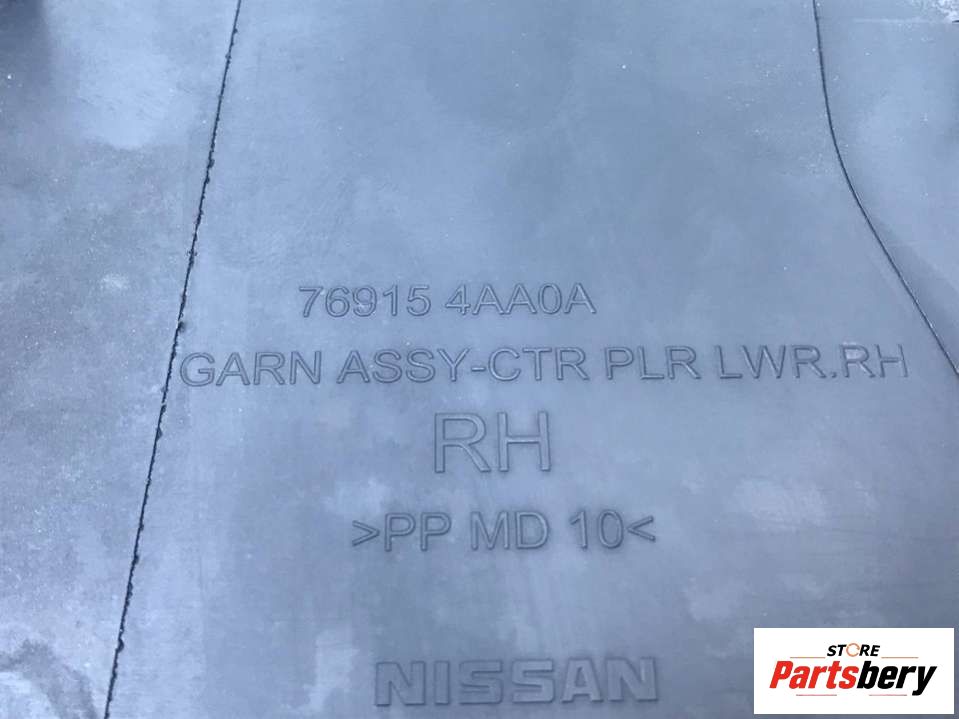 76915 4AA0A
GARN ASSY-CTR PLR LWR.RH
RH
>PP MD 10<
NISSAN
STORE
Partsbery